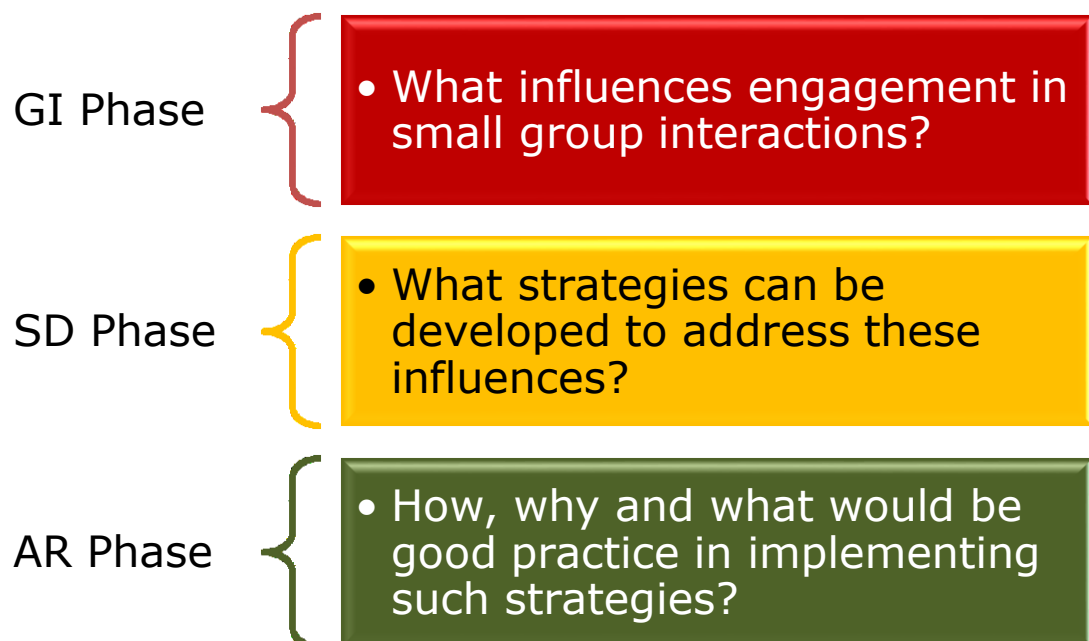 GI Phase
• What influences engagement in
small group interactions?
SD Phase
• What strategies can be
developed to address these
influences?
AR Phase
• How, why and what would be
good practice in implementing
such strategies?